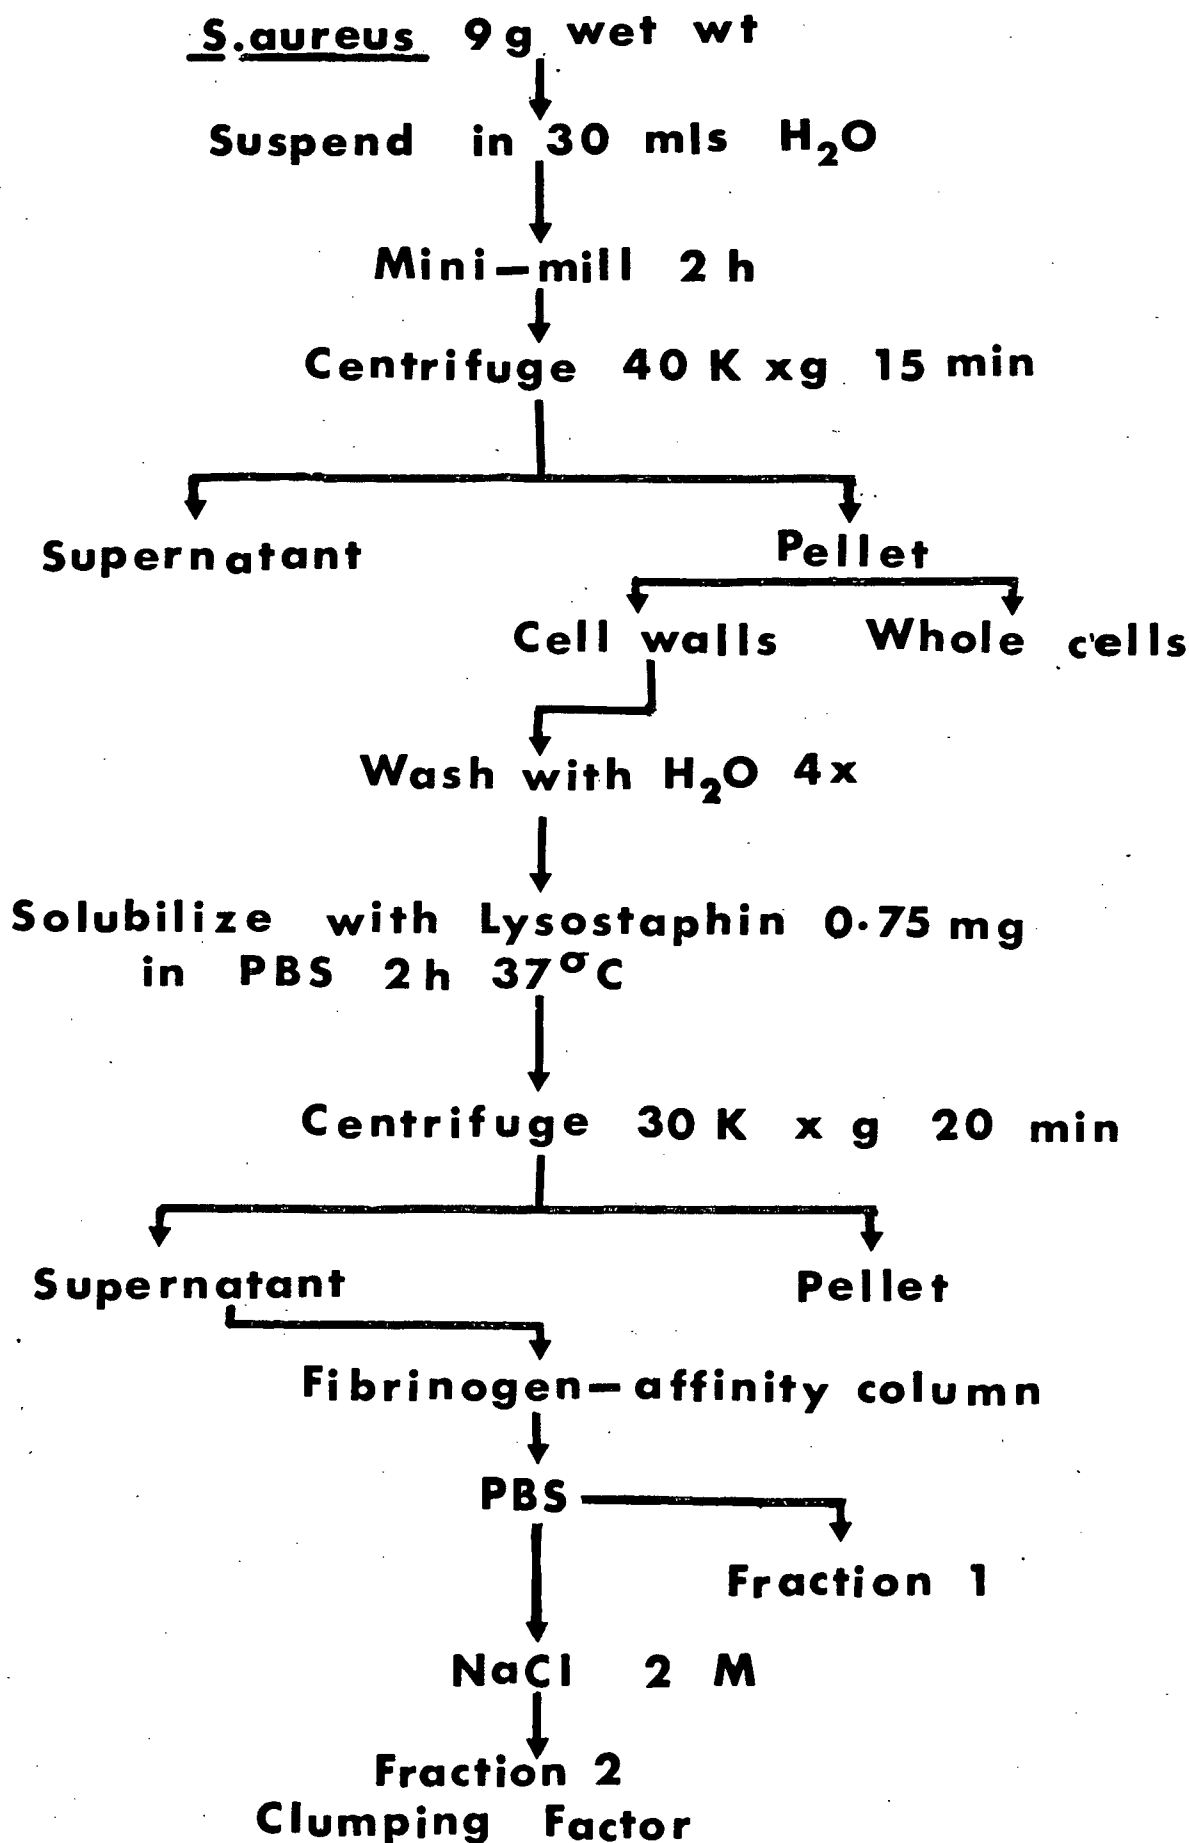 S.aureus 9g wet wt
Suspend in 30 mls H₂O
Mini-mill 2 h
Centrifuge 40 K xg 15 min
Supernatant Pellet
Cell walls Whole cells
Wash with H₂O 4x
Solubilize with Lysostaphin 0·75 mg
in PBS 2h 37°C
Centrifuge 30 K x g 20 min
Supernatant Pellet
Fibrinogen-affinity column
PBS
Fraction 1
NaCl 2 M
Fraction 2
Clumping Factor